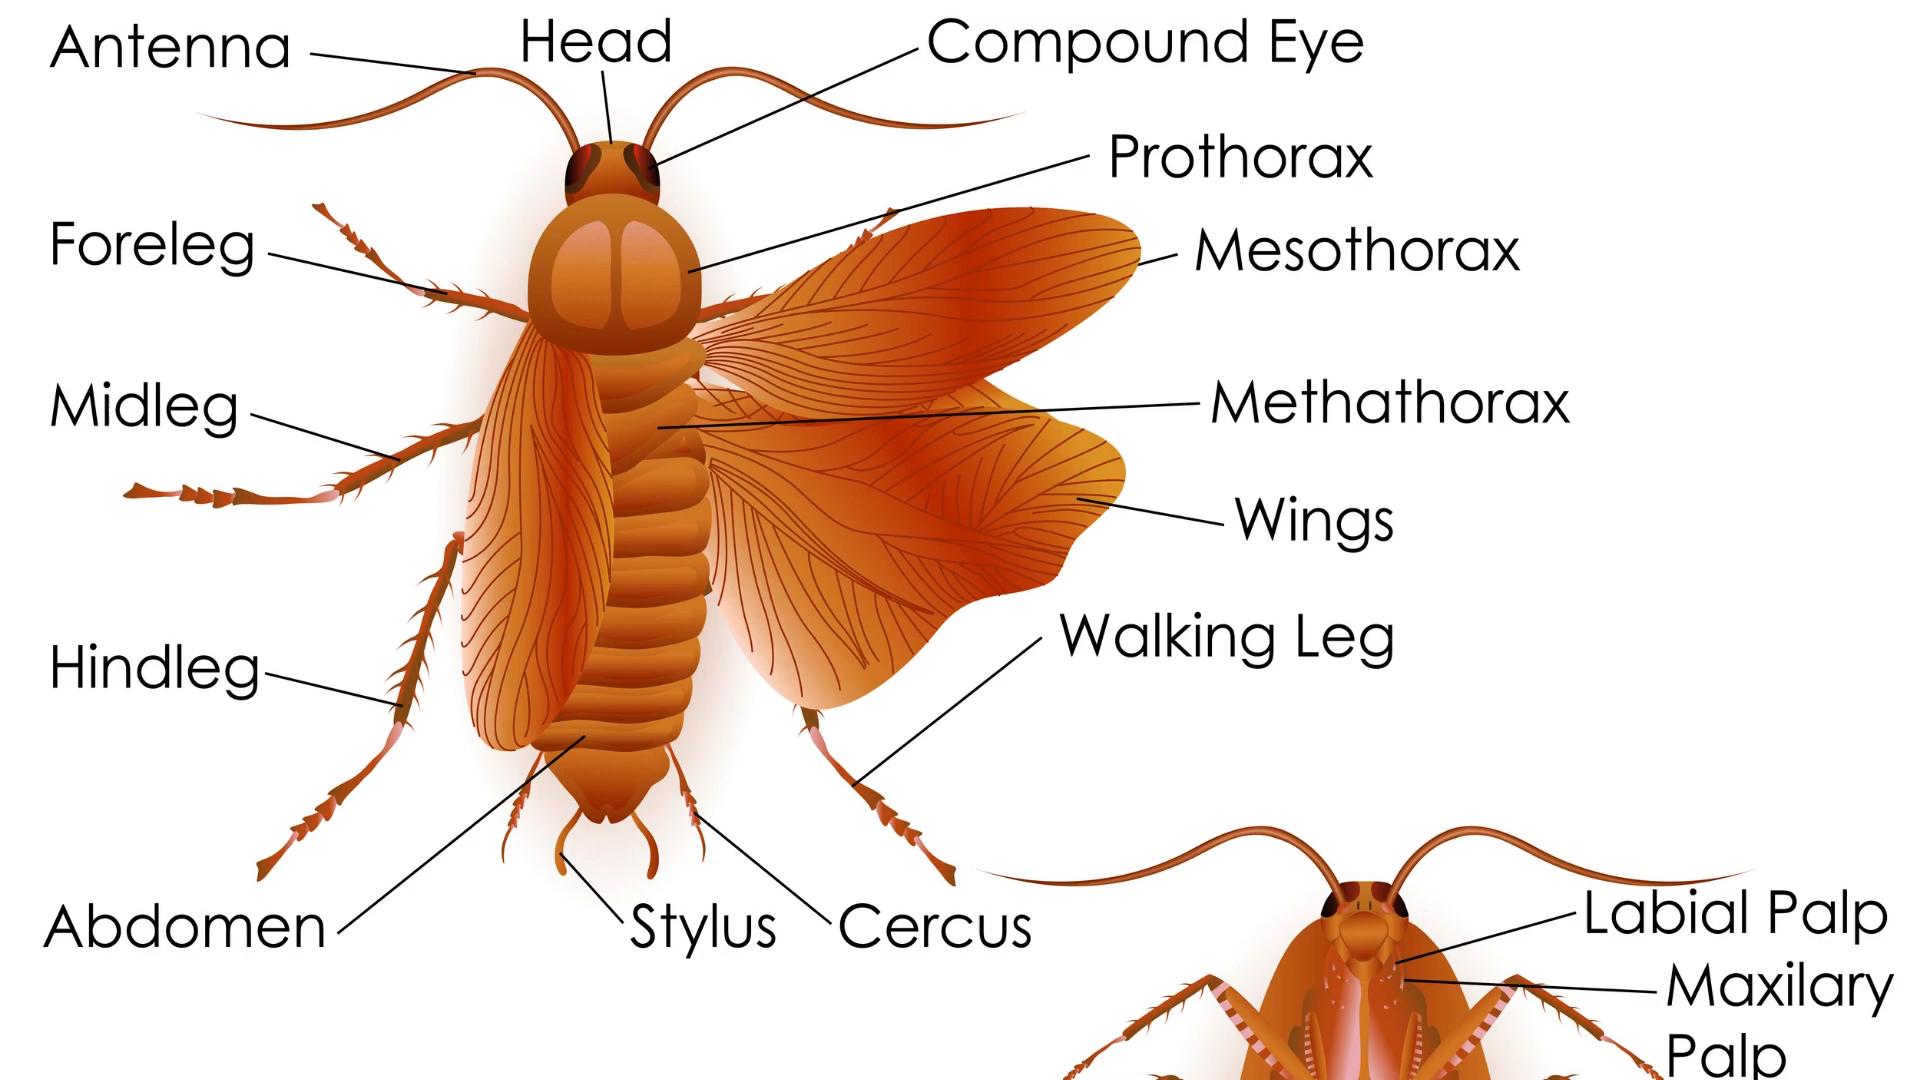 Antenna
Head
Compound Eye
Prothorax
Foreleg
Mesothorax
Midleg
Methathorax
Wings
Hindleg
Walking Leg
Abdomen
Stylus
Cercus
Labial Palp
Maxilary
Palp